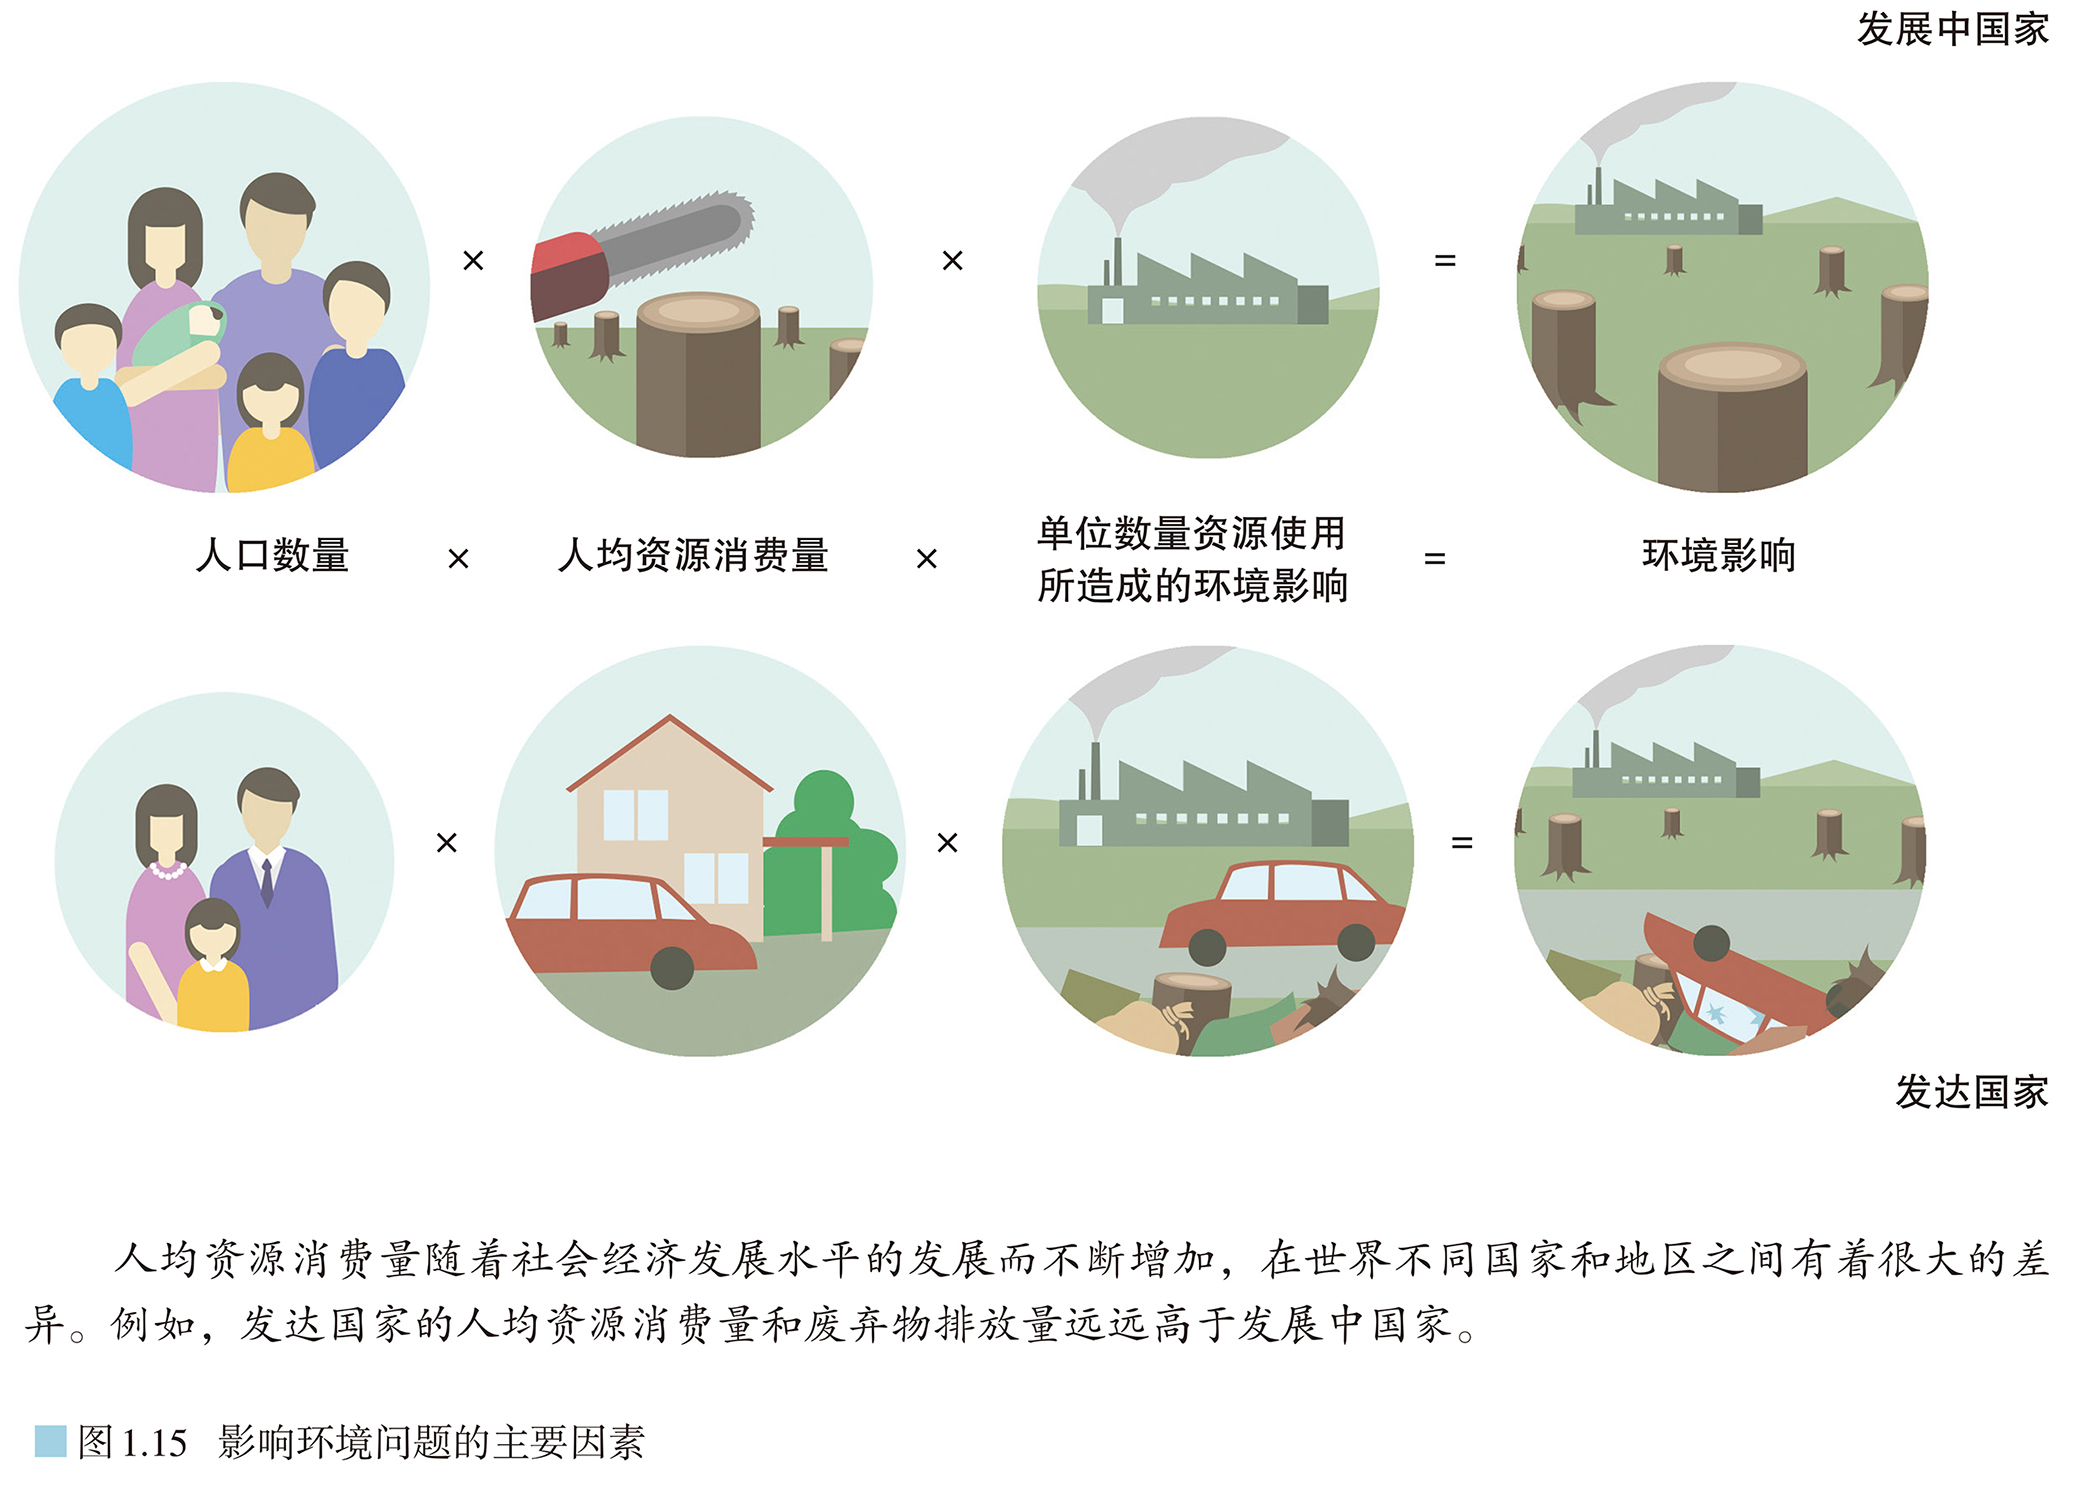 发展中国家
× × =
人口数量 × 人均资源消费量 × 单位数量资源使用
所造成的环境影响 = 环境影响
× × =
发达国家
人均资源消费量随着社会经济发展水平的发展而不断增加，在世界不同国家和地区之间有着很大的差
异。例如，发达国家的人均资源消费量和废弃物排放量远远高于发展中国家。
图1.15 影响环境问题的主要因素